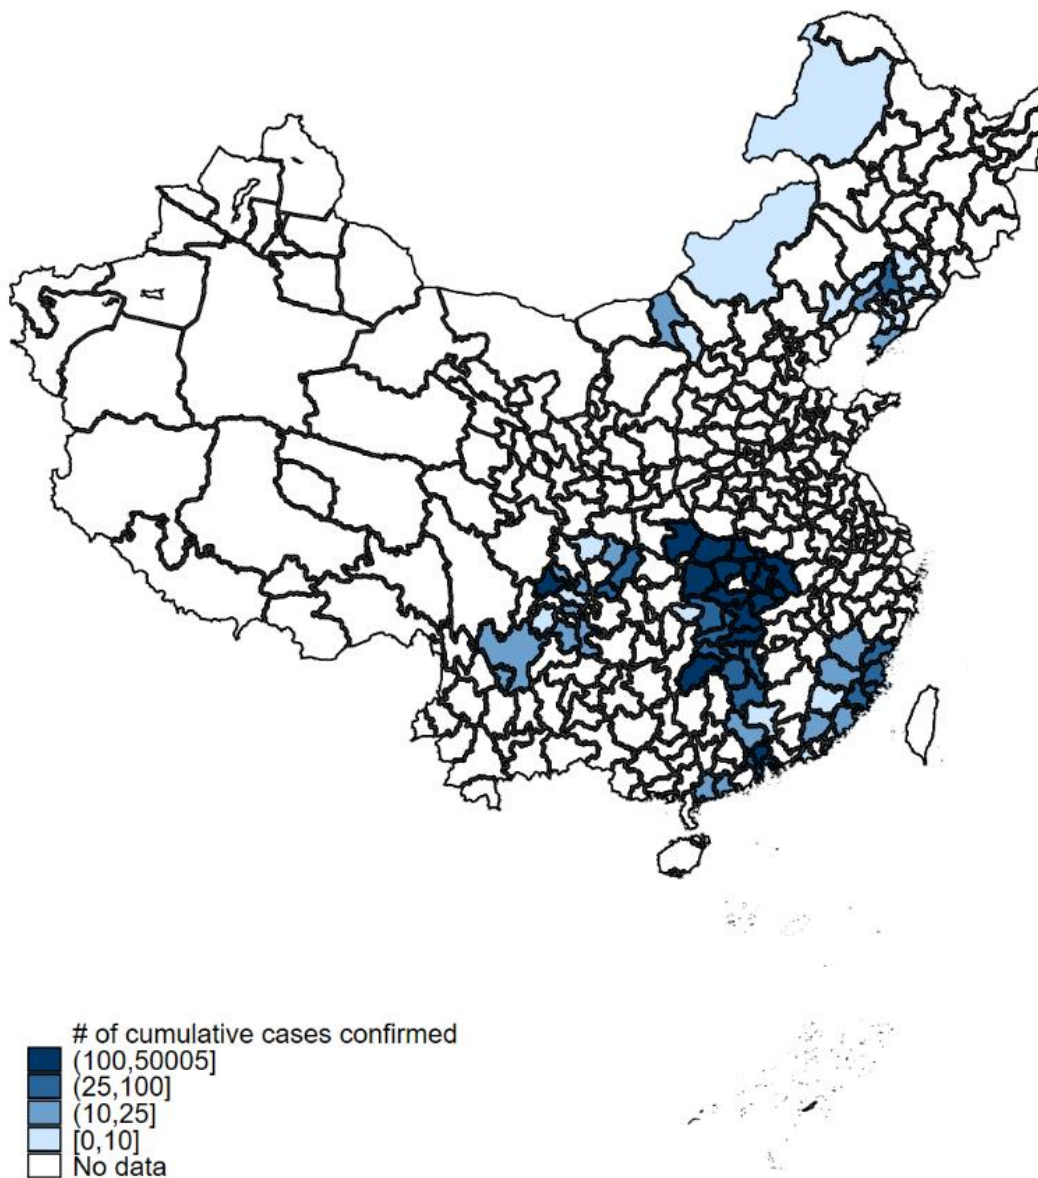 # of cumulative cases confirmed
(100,50005]
(25,100]
(10,25]
[0,10]
No data